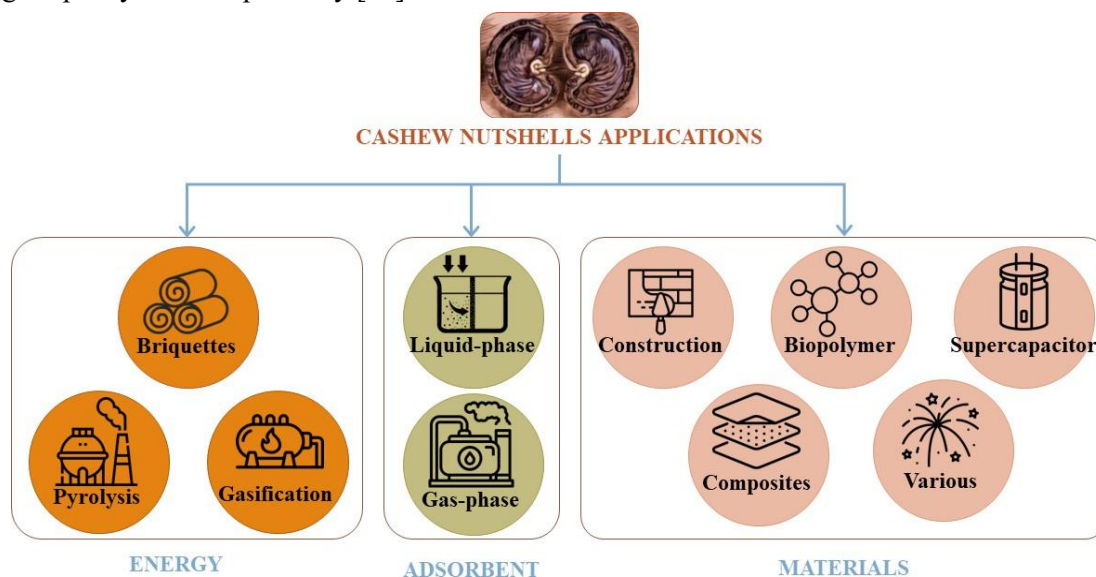 CASHEW NUTSHELLS APPLICATIONS
Briquettes
Pyrolysis
Gasification
ENERGY
Liquid-phase
Gas-phase
ADSORBENT
Construction
Biopolymer
Supercapacitor
Composites
Various
MATERIALS